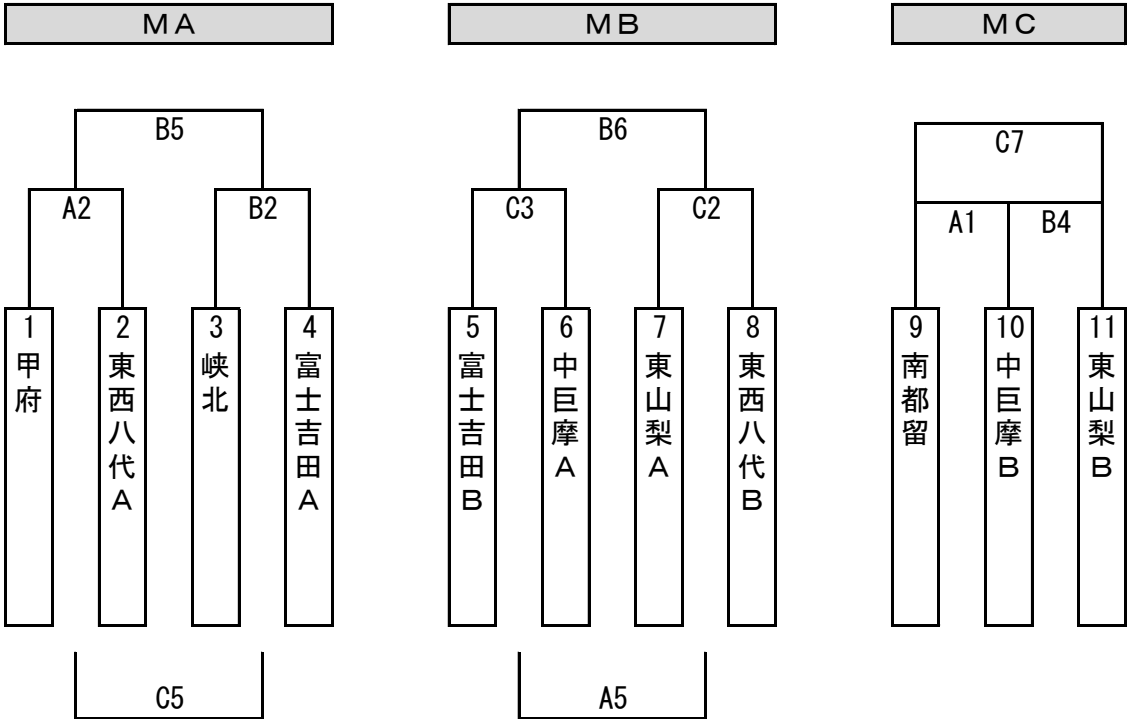 ＭＡ
ＭＢ
ＭＣ
B5
B6
C7
A2
B2
C3
C2
A1
B4
1
甲府
2
東西八代Ａ
3
峡北
4
富士吉田Ａ
5
富士吉田Ｂ
6
中巨摩Ａ
7
東山梨Ａ
8
東西八代Ｂ
9
南都留
10
中巨摩Ｂ
11
東山梨Ｂ
C5
A5